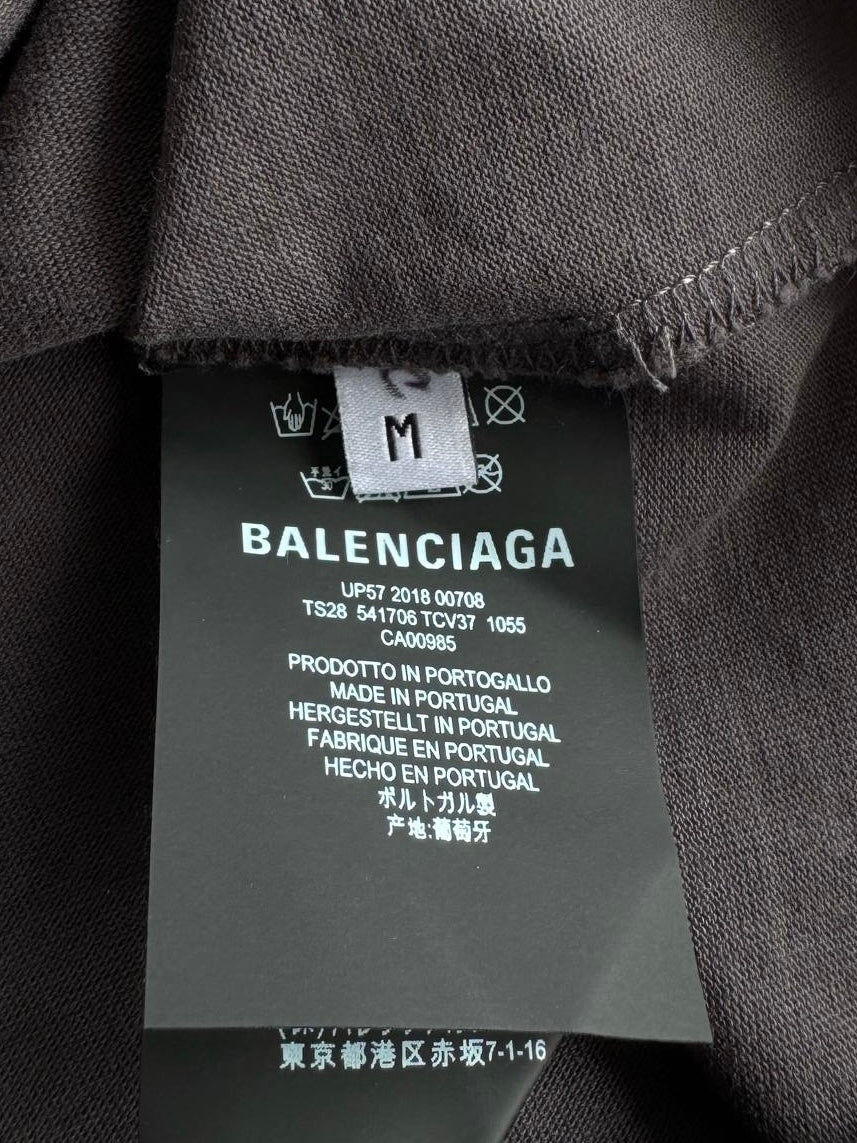 M
30
BALENCIAGA
UP57 2018 00708
TS28 541706 TCV37 1055
CA00985
PRODOTTO IN PORTOGALLO
MADE IN PORTUGAL
HERGESTELLT IN PORTUGAL
FABRIQUE EN PORTUGAL
HECHO EN PORTUGAL
ポルトガル製
产地:葡萄牙
東京都港区赤坂7-1-16